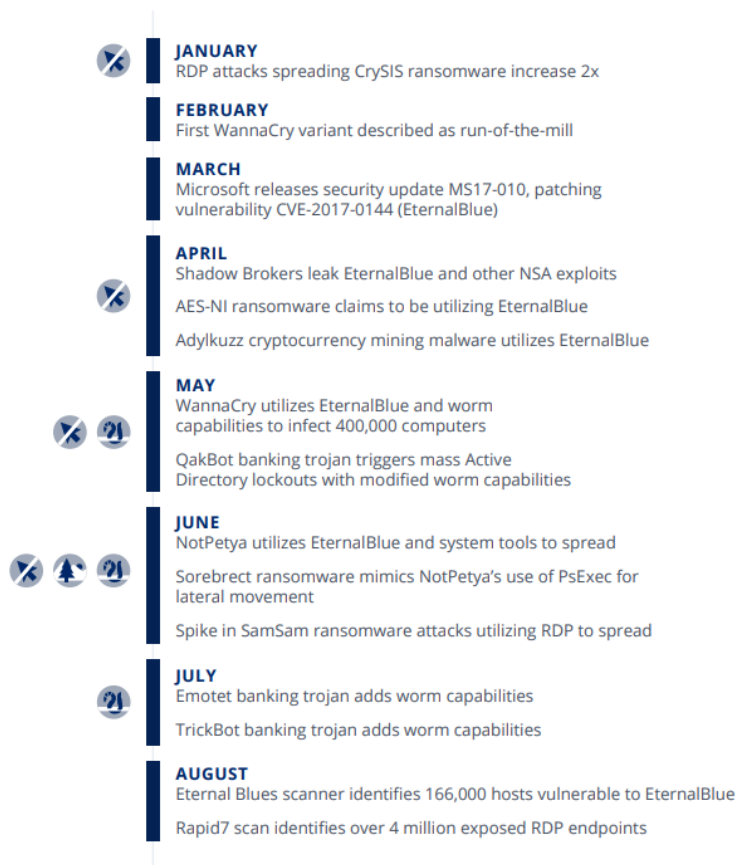 JANUARY
RDP attacks spreading CrySIS ransomware increase 2x
FEBRUARY
First WannaCry variant described as run-of-the-mill
MARCH
Microsoft releases security update MS17-010, patching
vulnerability CVE-2017-0144 (EternalBlue)
APRIL
Shadow Brokers leak EternalBlue and other NSA exploits
AES-NI ransomware claims to be utilizing EternalBlue
Adylkuzz cryptocurrency mining malware utilizes EternalBlue
MAY
WannaCry utilizes EternalBlue and worm
capabilities to infect 400,000 computers
QakBot banking trojan triggers mass Active
Directory lockouts with modified worm capabilities
JUNE
NotPetya utilizes EternalBlue and system tools to spread
Sorebrect ransomware mimics NotPetya's use of PsExec for
lateral movement
Spike in SamSam ransomware attacks utilizing RDP to spread
JULY
Emotet banking trojan adds worm capabilities
TrickBot banking trojan adds worm capabilities
AUGUST
Eternal Blues scanner identifies 166,000 hosts vulnerable to EternalBlue
Rapid7 scan identifies over 4 million exposed RDP endpoints